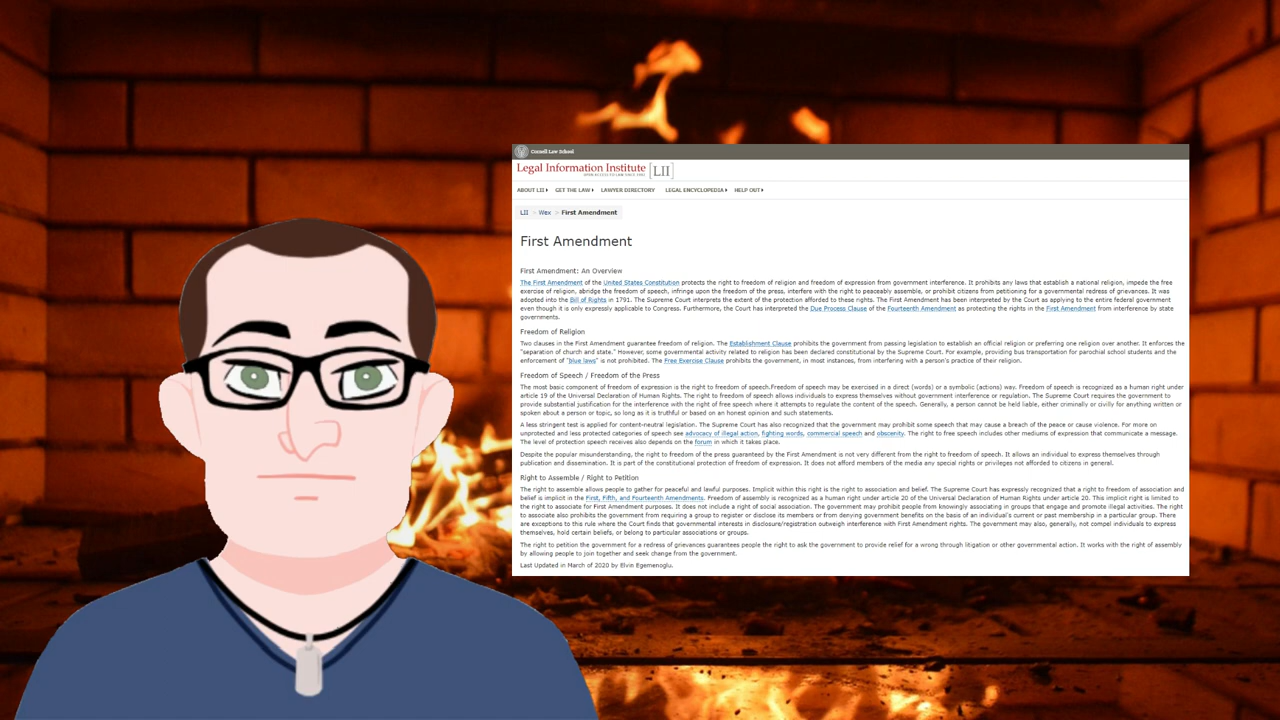 Cornell Law School
Legal Information Institute [LII]
OPEN ACCESS TO LAW SINCE 1992
ABOUT LII GET THE LAW LAWYER DIRECTORY LEGAL ENCYCLOPEDIA HELP OUT
LII > Wex > First Amendment
First Amendment
First Amendment: An Overview
The First Amendment of the United States Constitution protects the right to freedom of religion and freedom of expression from government interference. It prohibits any laws that establish a national religion, impede the free
exercise of religion, abridge the freedom of speech, infringe upon the freedom of the press, interfere with the right to peaceably assemble, or prohibit citizens from petitioning for a governmental redress of grievances. It was
adopted into the Bill of Rights in 1791. The Supreme Court interprets the extent of the protection afforded to these rights. The First Amendment has been interpreted by the Court as applying to the entire federal government
even though it is only expressly applicable to Congress. Furthermore, the Court has interpreted the Due Process Clause of the Fourteenth Amendment as protecting the rights in the First Amendment from interference by state
governments.
Freedom of Religion
Two clauses in the First Amendment guarantee freedom of religion. The Establishment Clause prohibits the government from passing legislation to establish an official religion or preferring one religion over another. It enforces the
"separation of church and state." However, some governmental activity related to religion has been declared constitutional by the Supreme Court. For example, providing bus transportation for parochial school students and the
enforcement of "blue laws" is not prohibited. The Free Exercise Clause prohibits the government, in most instances, from interfering with a person's practice of their religion.
Freedom of Speech / Freedom of the Press
The most basic component of freedom of expression is the right to freedom of speech.Freedom of speech may be exercised in a direct (words) or a symbolic (actions) way. Freedom of speech is recognized as a human right under
article 19 of the Universal Declaration of Human Rights. The right to freedom of speech allows individuals to express themselves without government interference or regulation. The Supreme Court requires the government to
provide substantial justification for the interference with the right of free speech where it attempts to regulate the content of the speech. Generally, a person cannot be held liable, either criminally or civilly for anything written or
spoken about a person or topic, so long as it is truthful or based on an honest opinion and such statements.
A less stringent test is applied for content-neutral legislation. The Supreme Court has also recognized that the government may prohibit some speech that may cause a breach of the peace or cause violence. For more on
unprotected and less protected categories of speech see advocacy of illegal action, fighting words, commercial speech and obscenity. The right to free speech includes other mediums of expression that communicate a message.
The level of protection speech receives also depends on the forum in which it takes place.
Despite the popular misunderstanding, the right to freedom of the press guaranteed by the First Amendment is not very different from the right to freedom of speech. It allows an individual to express themselves through
publication and dissemination. It is part of the constitutional protection of freedom of expression. It does not afford members of the media any special rights or privileges not afforded to citizens in general.
Right to Assemble / Right to Petition
The right to assemble allows people to gather for peaceful and lawful purposes. Implicit within this right is the right to association and belief. The Supreme Court has expressly recognized that a right to freedom of association and
belief is implicit in the First, Fifth, and Fourteenth Amendments. Freedom of assembly is recognized as a human right under article 20 of the Universal Declaration of Human Rights under article 20. This implicit right is limited to
the right to associate for First Amendment purposes. It does not include a right of social association. The government may prohibit people from knowingly associating in groups that engage and promote illegal activities. The right
to associate also prohibits the government from requiring a group to register or disclose its members or from denying government benefits on the basis of an individual's current or past membership in a particular group. There
are exceptions to this rule where the Court finds that governmental interests in disclosure/registration outweigh interference with First Amendment rights. The government may also, generally, not compel individuals to express
themselves, hold certain beliefs, or belong to particular associations or groups.
The right to petition the government for a redress of grievances guarantees people the right to ask the government to provide relief for a wrong through litigation or other governmental action. It works with the right of assembly
by allowing people to join together and seek change from the government.
Last Updated in March of 2020 by Elvin Egemenoglu.